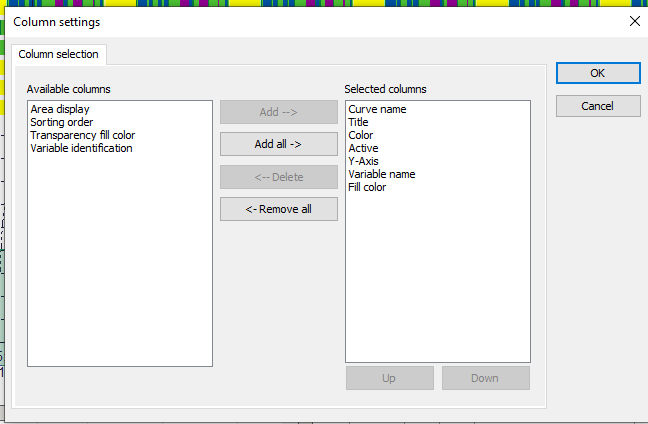 Column settings
Column selection
Available columns
Area display
Sorting order
Transparency fill color
Variable identification
Add -->
Add all ->
<-- Delete
<- Remove all
Selected columns
Curve name
Title
Color
Active
Y-Axis
Variable name
Fill color
Up
Down
OK
Cancel